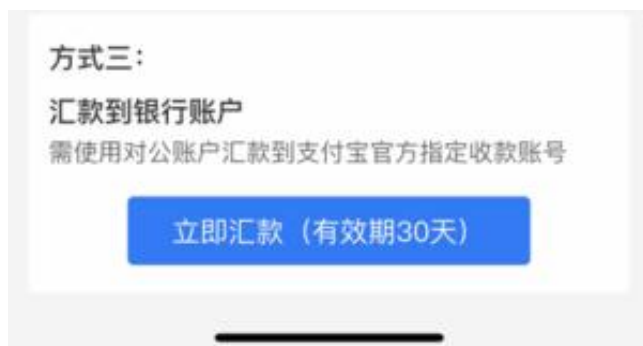 方式三：
汇款到银行账户
需使用对公账户汇款到支付宝官方指定收款账号
立即汇款（有效期30天）